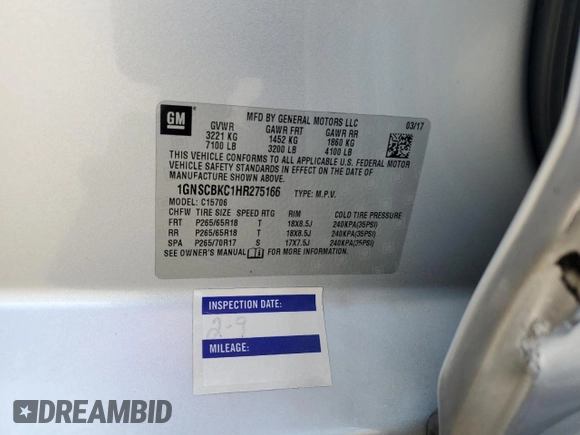 GM
MFD BY GENERAL MOTORS LLC 03/17
GVWR GAWR FRT GAWR RR
3221 KG 1452 KG 1860 KG
7100 LB 3200 LB 4100 LB
THIS VEHICLE CONFORMS TO ALL APPLICABLE U.S. FEDERAL MOTOR
VEHICLE SAFETY STANDARDS IN EFFECT ON THE DATE OF
MANUFACTURE SHOWN ABOVE.
1GNSCBKC1HR275166 TYPE: M.P.V.
MODEL: C15706
CHFW TIRE SIZE SPEED RTG RIM COLD TIRE PRESSURE
FRT P265/65R18 T 18X8.5J 240KPA(35PSI)
RR P265/65R18 T 18X8.5J 240KPA(35PSI)
SPA P265/70R17 S 17X7.5J 240KPA(35PSI)
SEE OWNER'S MANUAL FOR MORE INFORMATION.
INSPECTION DATE:
2-9
MILEAGE:
DREAMBID